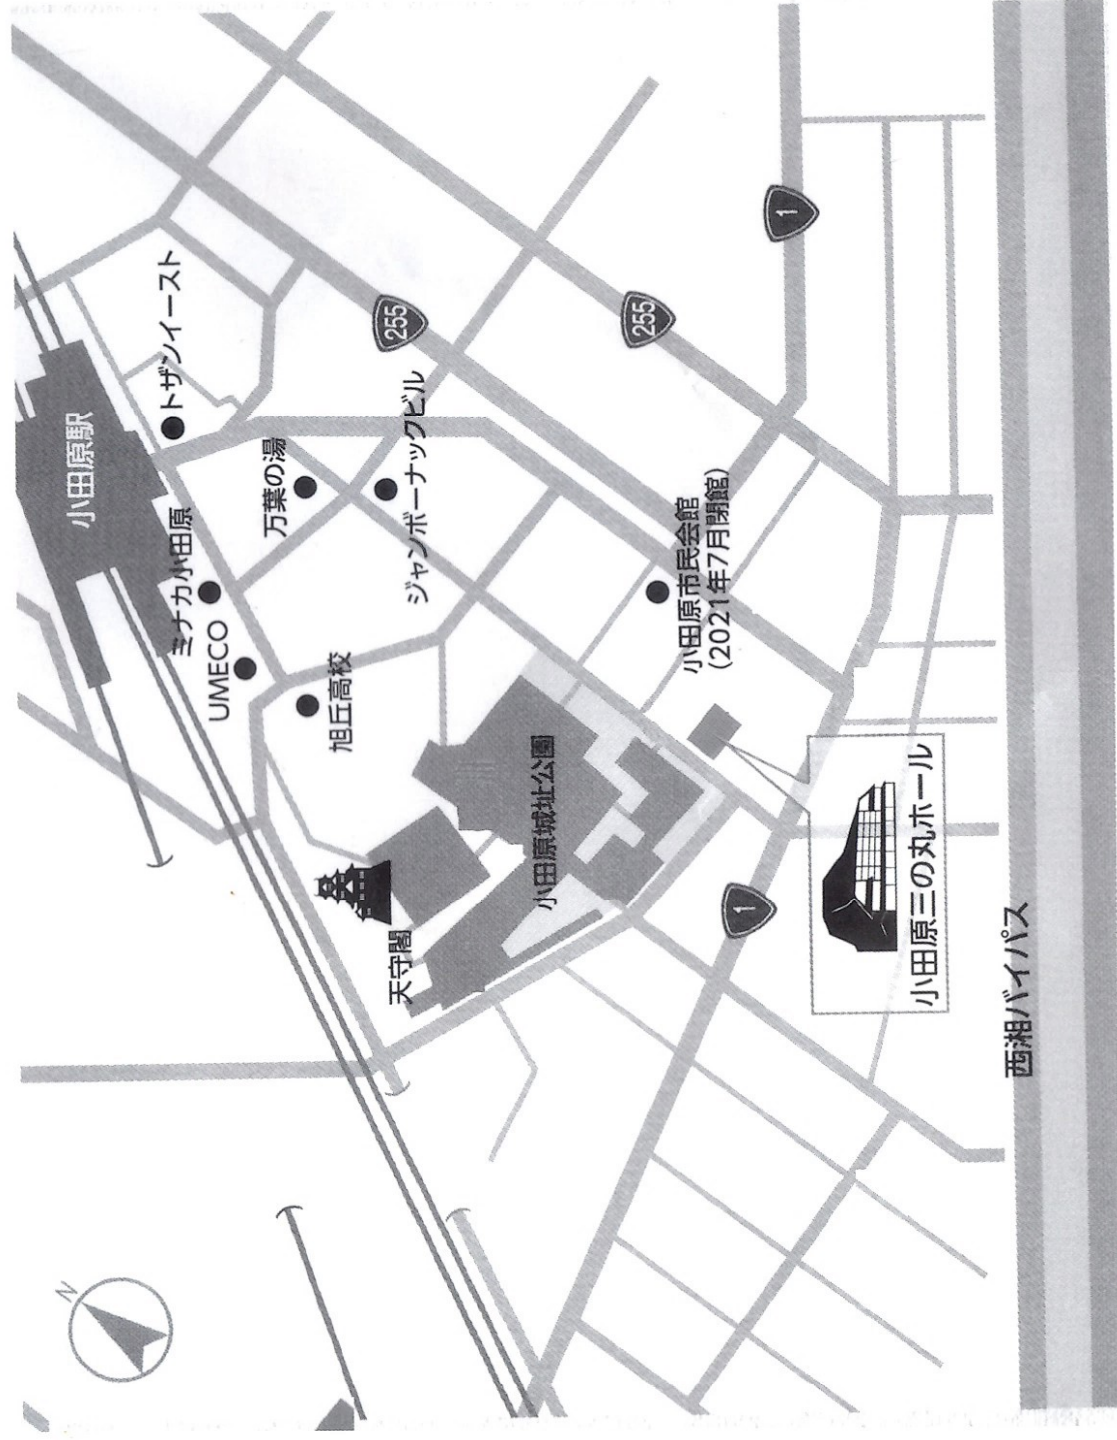 小田原駅
トザンイースト
ミナカ小田原
万葉の湯
UMECO
旭丘高校
ジャンボーナックビル
255
255
1
小田原市民会館
(2021年7月閉館)
天守閣
小田原城址公園
1
小田原三の丸ホール
西湘バイパス
N